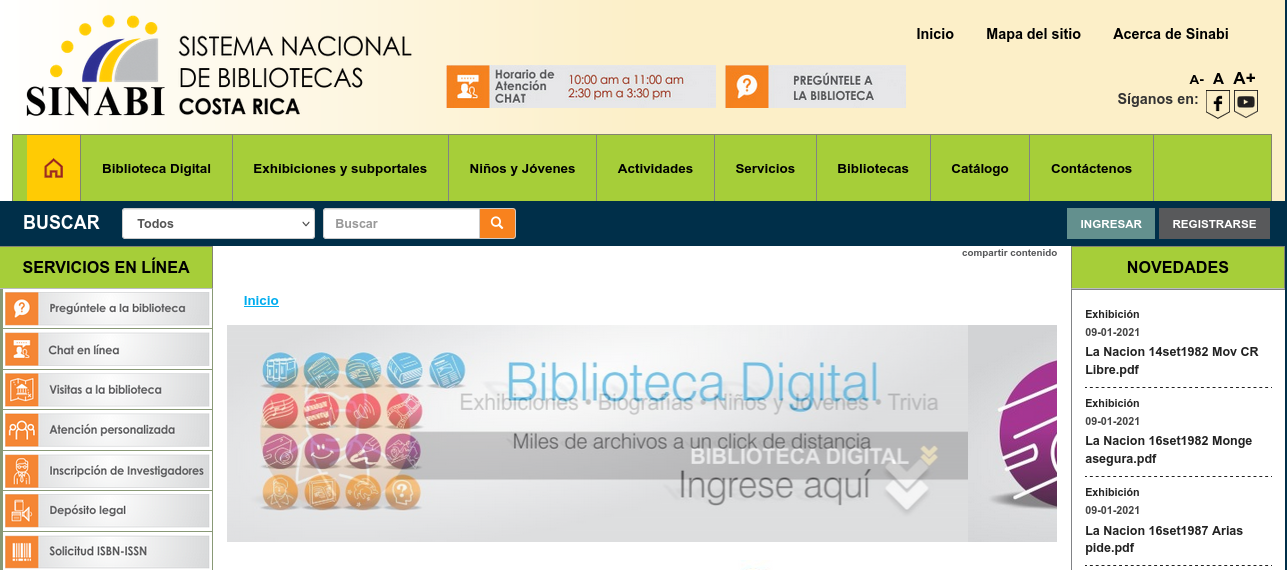 SINABI
SISTEMA NACIONAL
DE BIBLIOTECAS
COSTA RICA
Inicio
Mapa del sitio
Acerca de Sinabi
Horario de
Atención
CHAT
10:00 am a 11:00 am
2:30 pm a 3:30 pm
PREGÚNTELE A
LA BIBLIOTECA
A- A A+
Síganos en:
Biblioteca Digital
Exhibiciones y subportales
Niños y Jóvenes
Actividades
Servicios
Bibliotecas
Catálogo
Contáctenos
BUSCAR
Todos
Buscar
INGRESAR
REGISTRARSE
SERVICIOS EN LÍNEA
Pregúntele a la biblioteca
Chat en línea
Visitas a la biblioteca
Atención personalizada
Inscripción de Investigadores
Depósito legal
Solicitud ISBN-ISSN
compartir contenido
Inicio
Biblioteca Digital
Exhibiciones • Biografías • Niños y Jóvenes • Trivia
Miles de archivos a un click de distancia
BIBLIOTECA DIGITAL
Ingrese aquí
NOVEDADES
Exhibición
09-01-2021
La Nacion 14set1982 Mov CR
Libre.pdf
Exhibición
09-01-2021
La Nacion 16set1982 Monge
asegura.pdf
Exhibición
09-01-2021
La Nacion 16set1987 Arias
pide.pdf